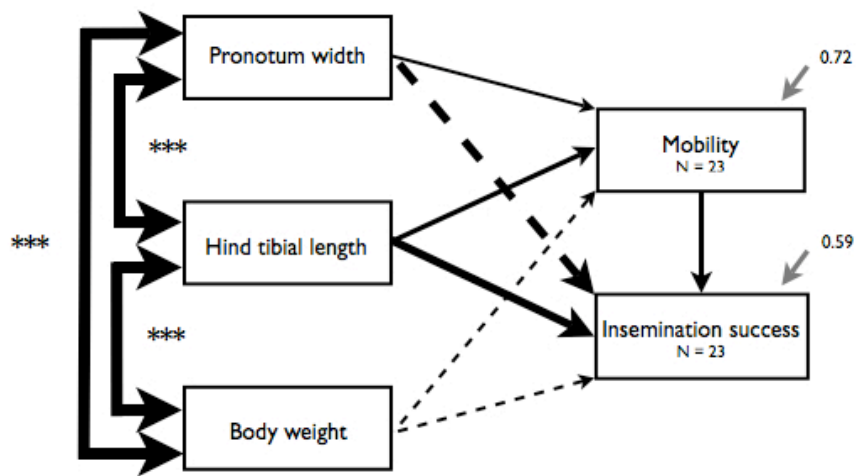 Pronotum width
0.72
Mobility
N = 23
***
Hind tibial length
***
0.59
Insemination success
N = 23
***
Body weight